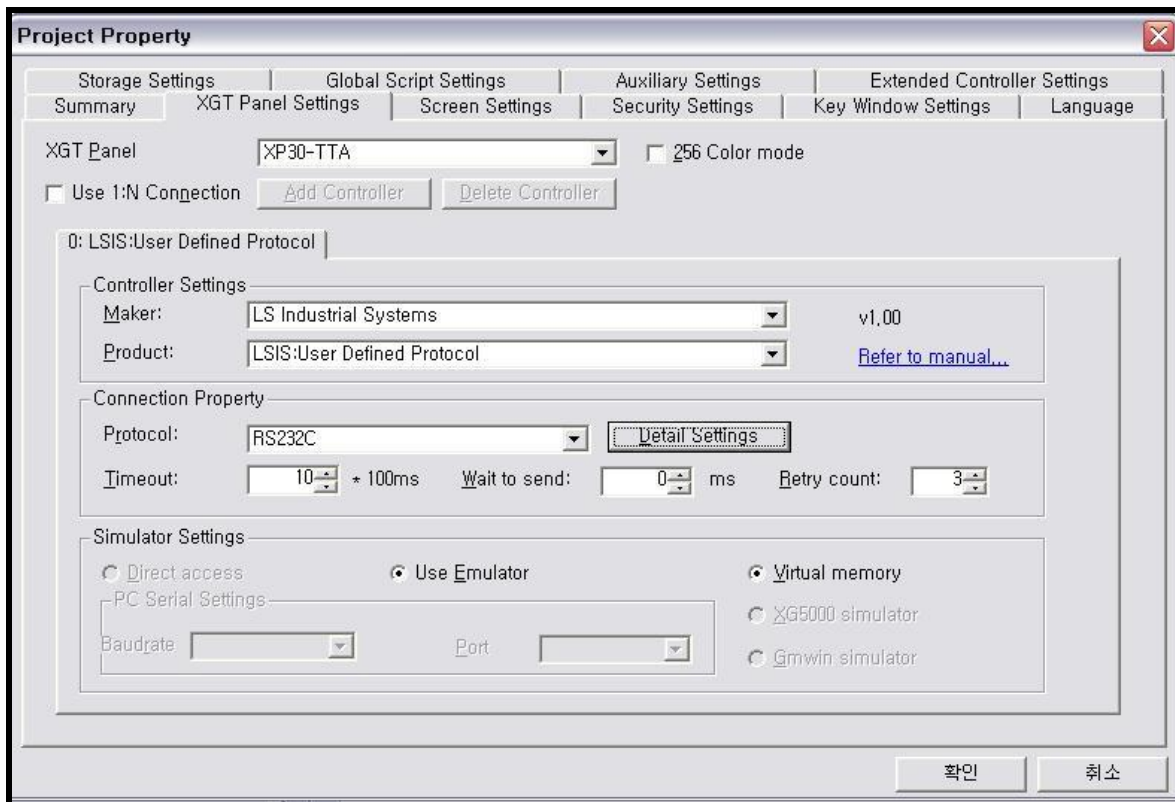 Project Property
Storage Settings Global Script Settings Auxiliary Settings Extended Controller Settings
Summary XGT Panel Settings Screen Settings Security Settings Key Window Settings Language
XGT Panel XP30-TTA 256 Color mode
Use 1:N Connection Add Controller Delete Controller
0: LSIS:User Defined Protocol
Controller Settings
Maker: LS Industrial Systems v1,00
Product: LSIS:User Defined Protocol Refer to manual,,,
Connection Property
Protocol: RS232C Detail Settings
Timeout: 10 * 100ms Wait to send: 0 ms Retry count: 3
Simulator Settings
Direct access Use Emulator Virtual memory
PC Serial Settings
XG5000 simulator
Baudrate Port
Gmwin simulator
확인 취소